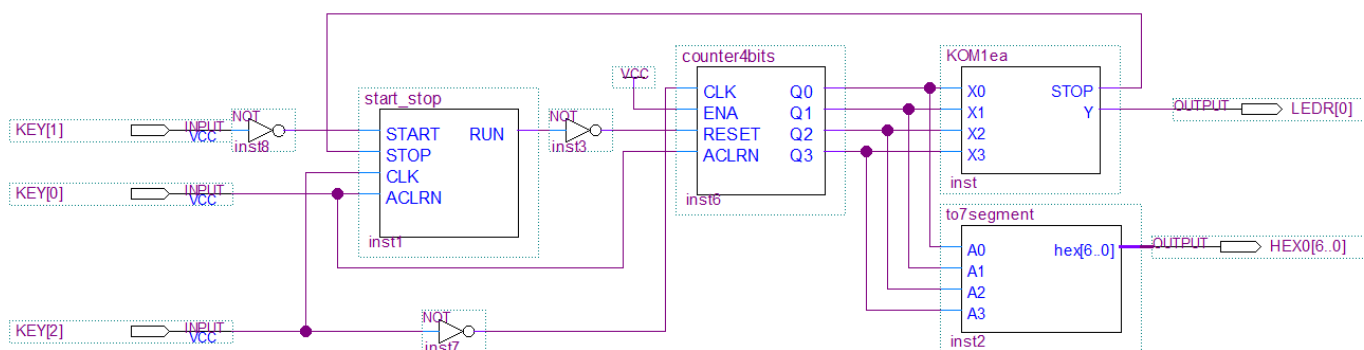 KEY[1]
INPUT
VCC
NOT
inst8
KEY[0]
INPUT
VCC
KEY[2]
INPUT
VCC
start_stop
START
STOP
CLK
ACLRN
RUN
inst1
NOT
inst3
NOT
inst7
VCC
counter4bits
CLK
ENA
RESET
ACLRN
Q0
Q1
Q2
Q3
inst6
KOM1ea
X0
X1
X2
X3
STOP
Y
inst
OUTPUT
LEDR[0]
to7segment
A0
A1
A2
A3
hex[6..0]
inst2
OUTPUT
HEX0[6..0]